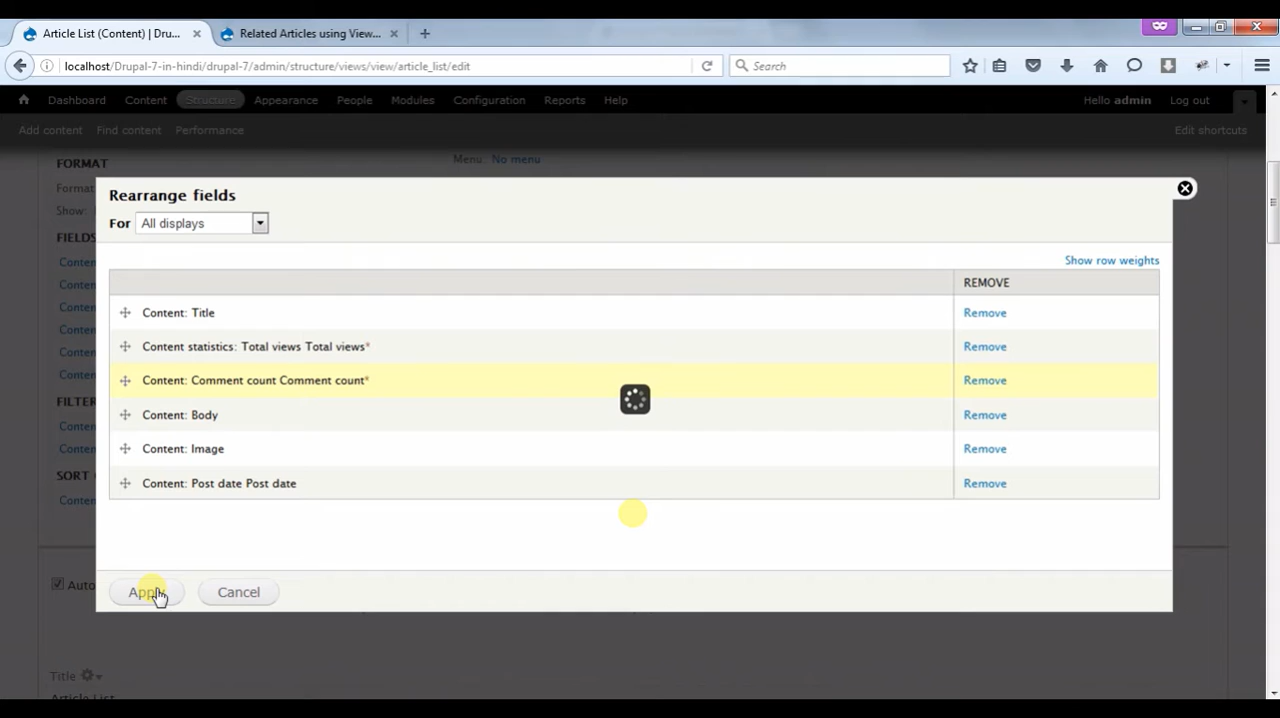 Article List (Content) | Dru...
Related Articles using View...
localhost/Drupal-7-in-hindi/drupal-7/admin/structure/views/view/article_list/edit
Search
Dashboard Content Structure Appearance People Modules Configuration Reports Help
Hello admin Log out
Add content Find content Performance
Edit shortcuts
FORMAT
Menu: No menu
Format
Show:
Rearrange fields
For All displays
FIELDS
Show row weights
REMOVE
Content: Title Remove
Content statistics: Total views Total views* Remove
Content: Comment count Comment count* Remove
Content: Body Remove
Content: Image Remove
Content: Post date Post date Remove
Conten
Conten
Conten
Conten
Conten
Conten
FILTER
Conten
Conten
SORT
Conten
Auto
Apply Cancel
Title
Article List